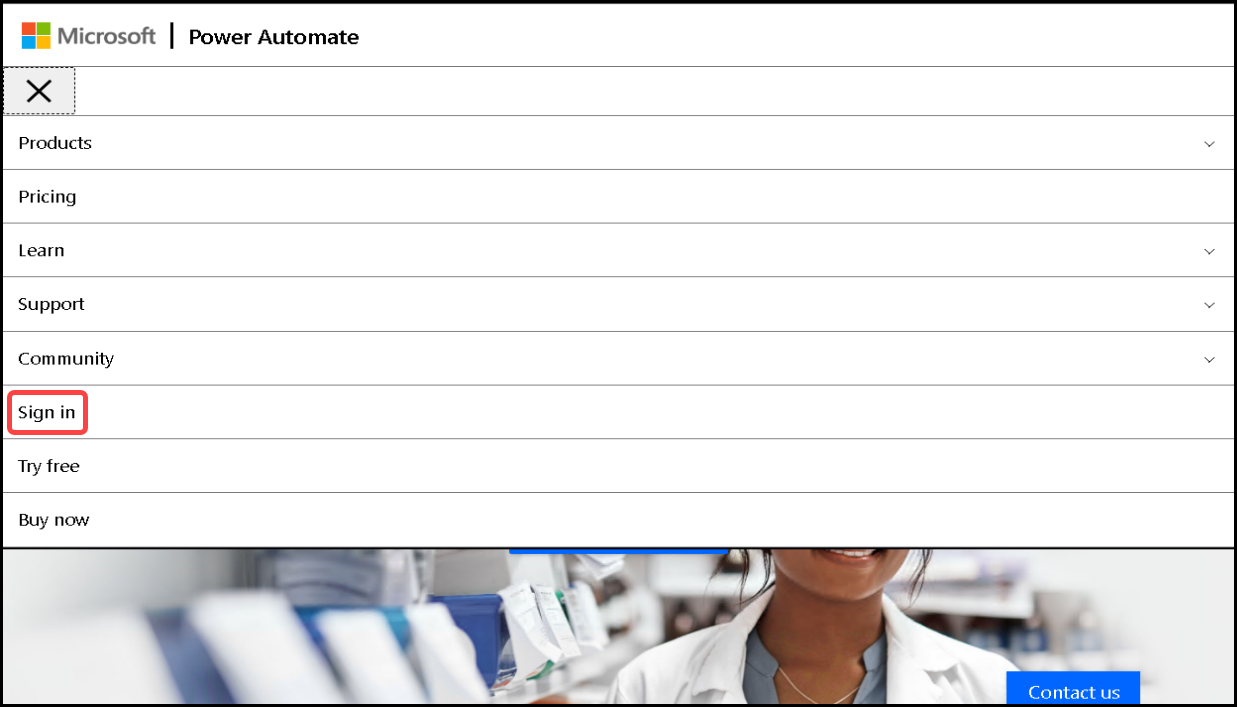 Microsoft | Power Automate
Products
Pricing
Learn
Support
Community
Sign in
Try free
Buy now
Contact us